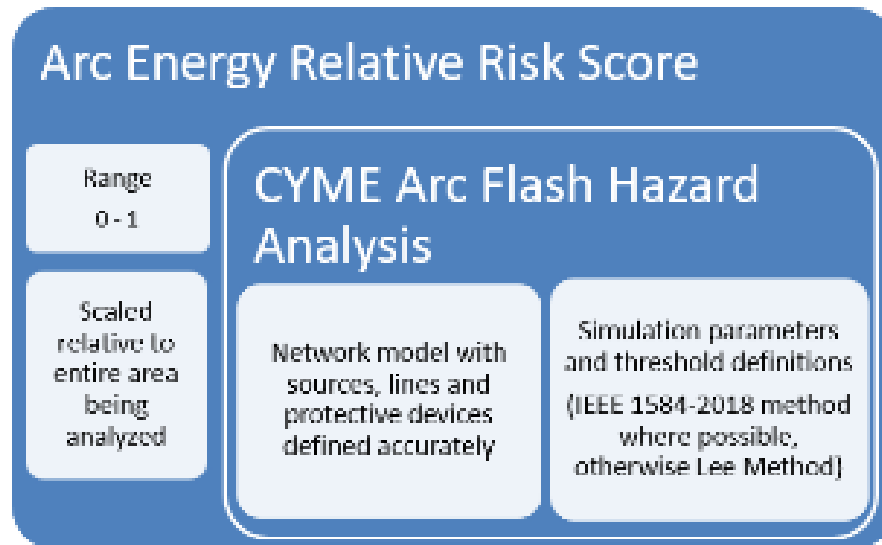 Arc Energy Relative Risk Score
Range
0 - 1
Scaled
relative to
entire area
being
analyzed
CYME Arc Flash Hazard
Analysis
Network model with
sources, lines and
protective devices
defined accurately
Simulation parameters
and threshold definitions
(IEEE 1584-2018 method
where possible,
otherwise Lee Method)